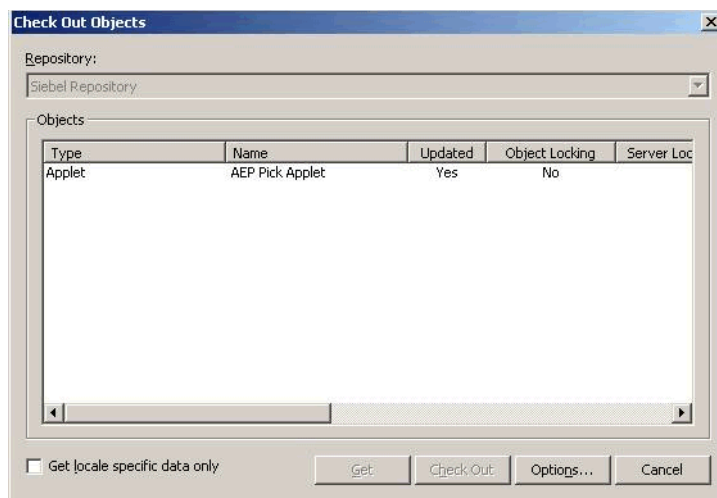 Check Out Objects
Repository:
Siebel Repository
Objects
Type Name Updated Object Locking Server Loc
Applet AEP Pick Applet Yes No
Get locale specific data only Get Check Out Options... Cancel